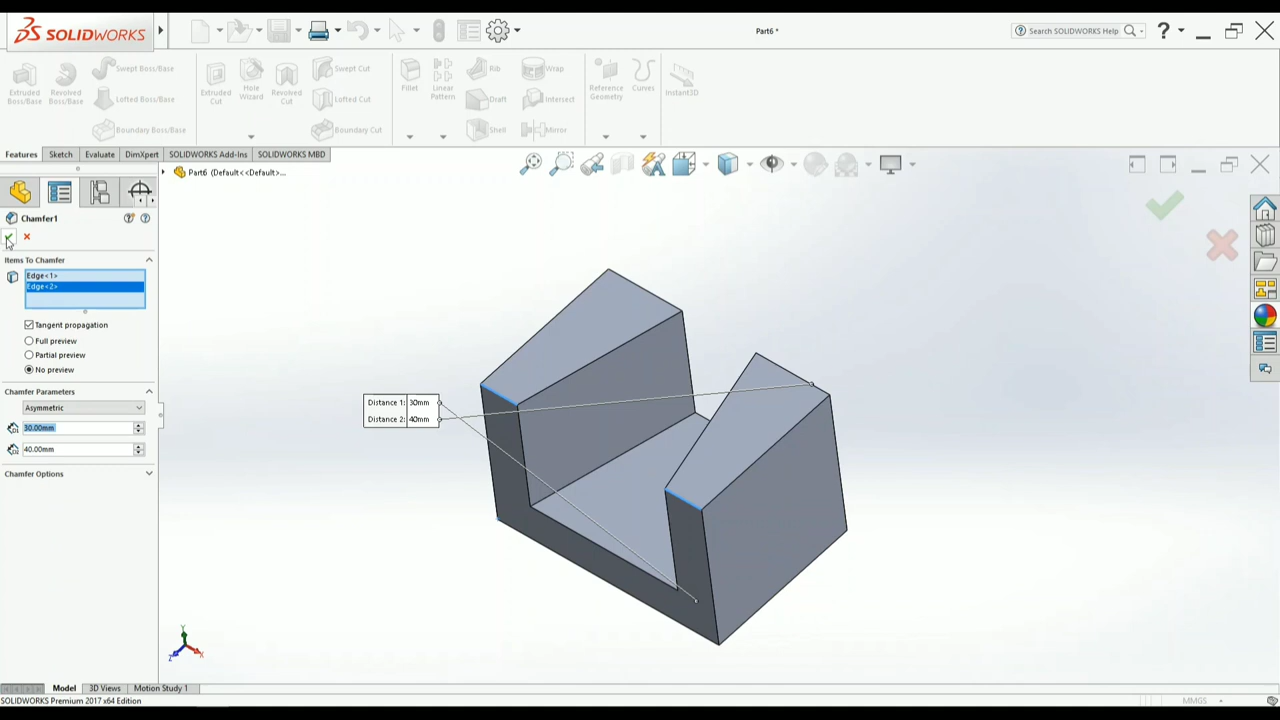 SOLIDWORKS
Part6 *
Search SOLIDWORKS Help
Extruded Boss/Base
Revolved Boss/Base
Swept Boss/Base
Lofted Boss/Base
Boundary Boss/Base
Extruded Cut
Hole Wizard
Revolved Cut
Swept Cut
Lofted Cut
Boundary Cut
Fillet
Linear Pattern
Rib
Draft
Shell
Wrap
Intersect
Mirror
Reference Geometry
Curves
Instant3D
Features
Sketch
Evaluate
DimXpert
SOLIDWORKS Add-Ins
SOLIDWORKS MBD
Part6 (Default<<Default>...
Chamfer1
Items To Chamfer
Edge<1>
Edge<2>
Tangent propagation
Full preview
Partial preview
No preview
Chamfer Parameters
Asymmetric
30.00mm
40.00mm
Chamfer Options
Distance 1: 30mm
Distance 2: 40mm
Y
Z
X
Model
3D Views
Motion Study 1
SOLIDWORKS Premium 2017 x64 Edition
MMGS